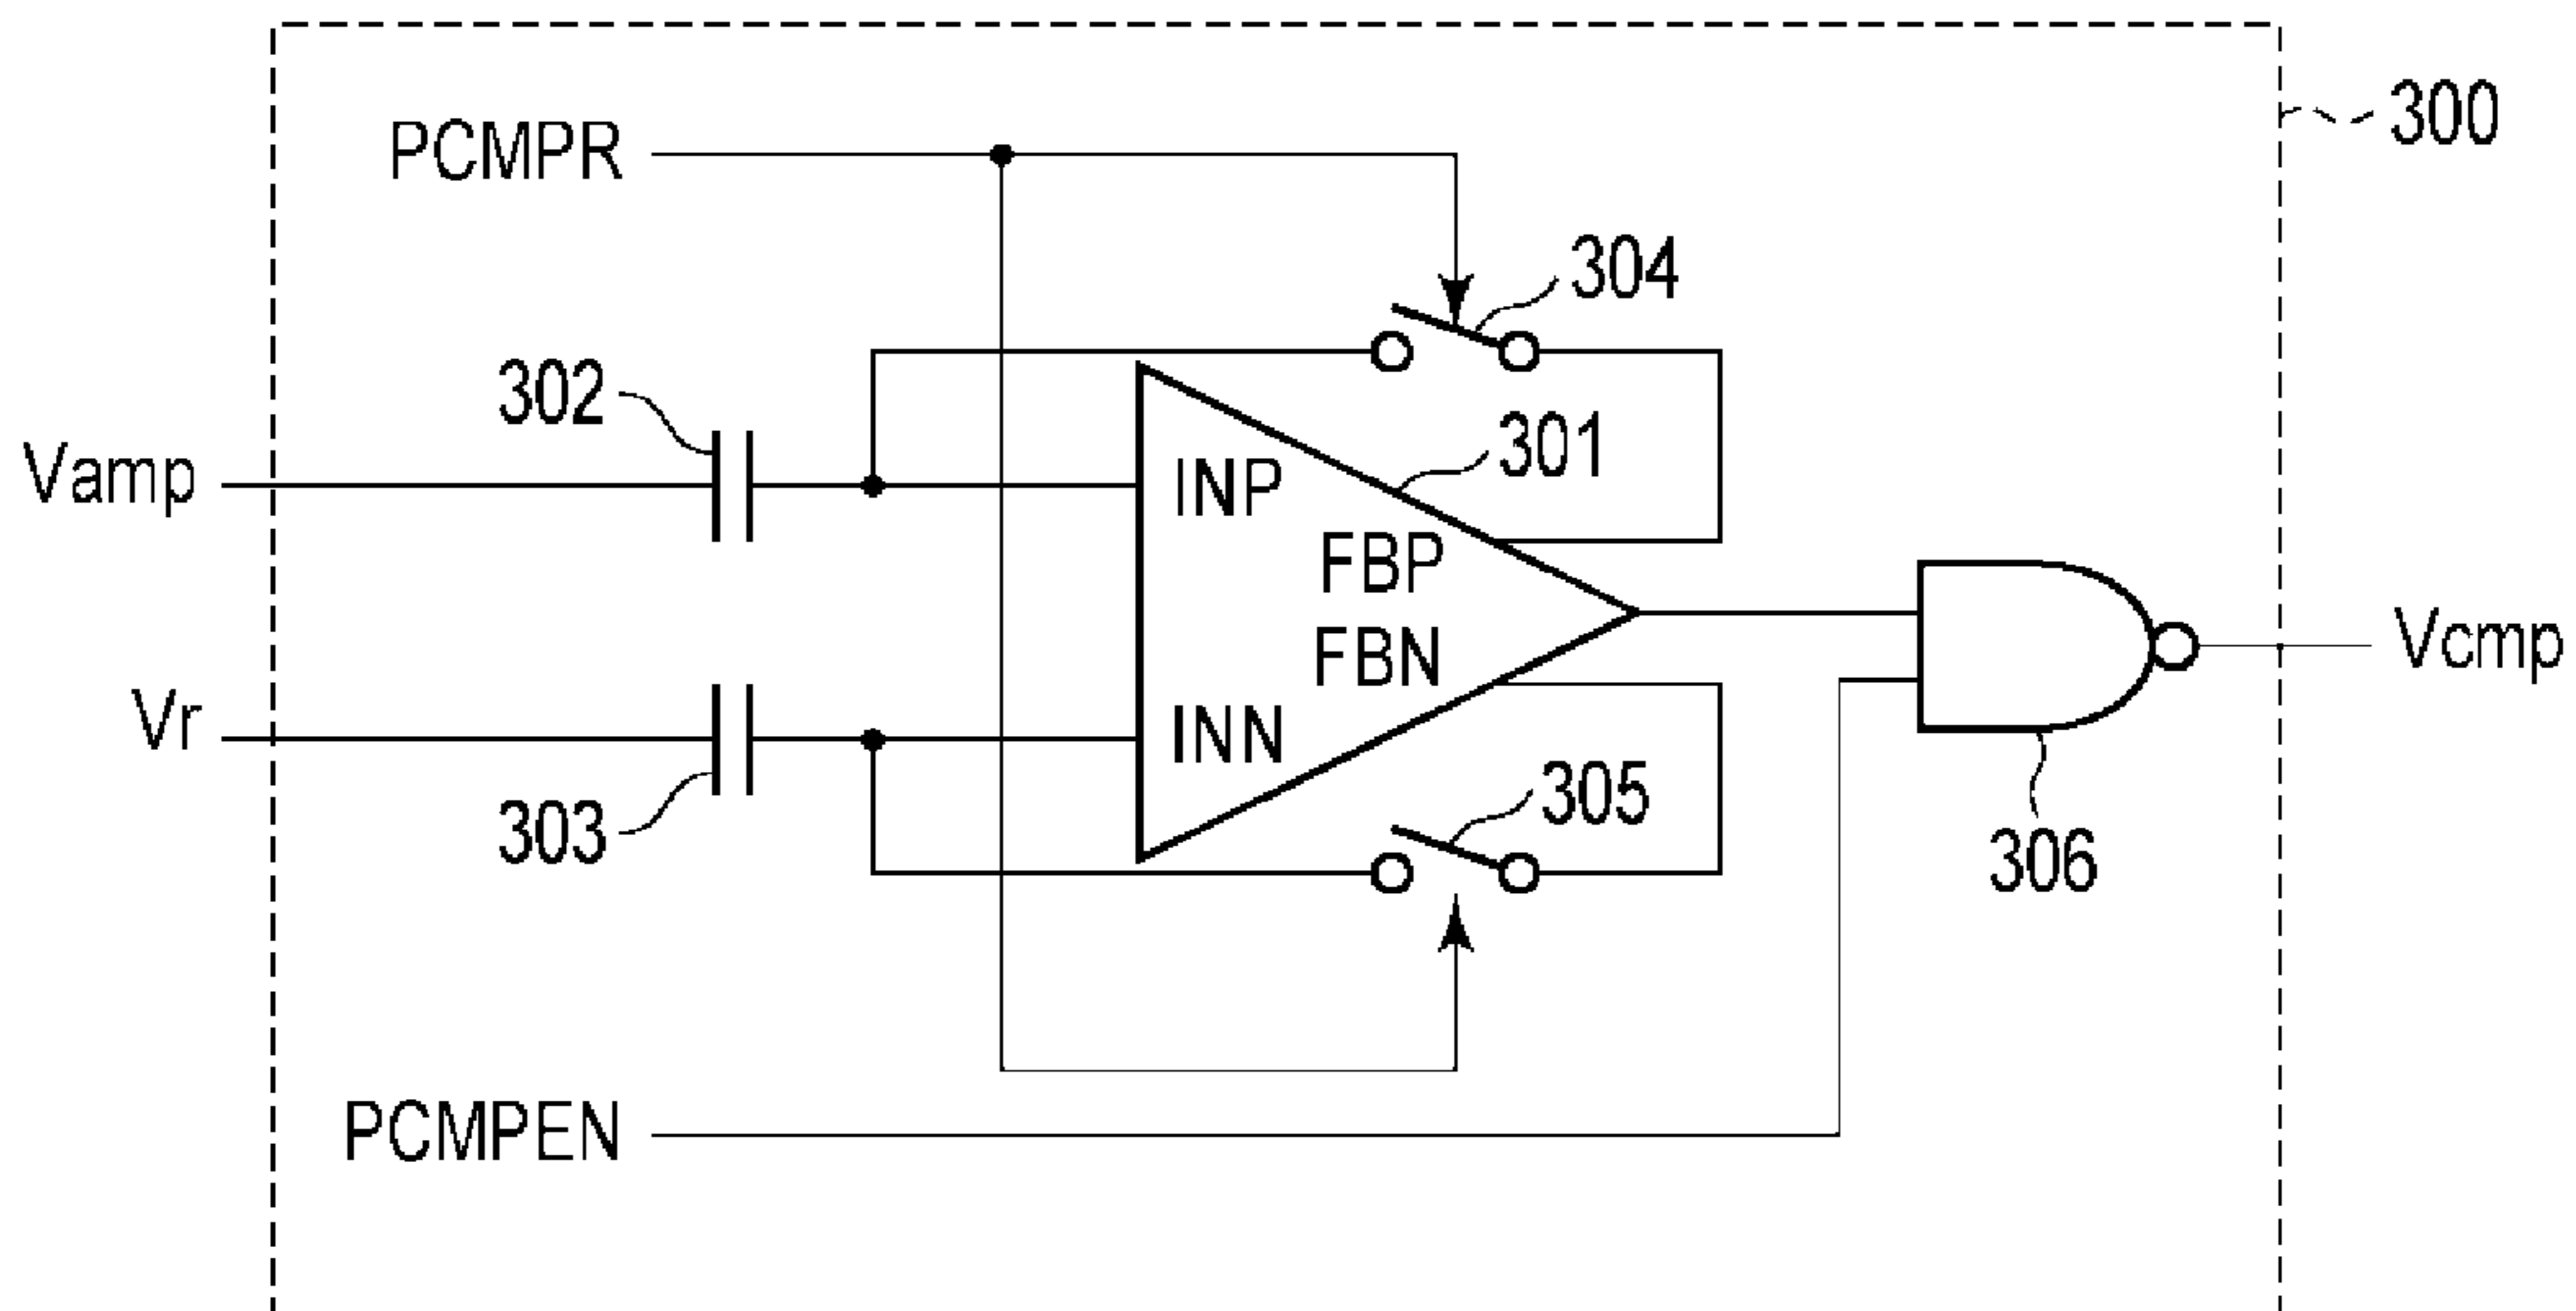 300
PCMPR
304
302
301
Vamp
INP
FBP
FBN
Vcmp
Vr
INN
305
303
306
PCMPEN